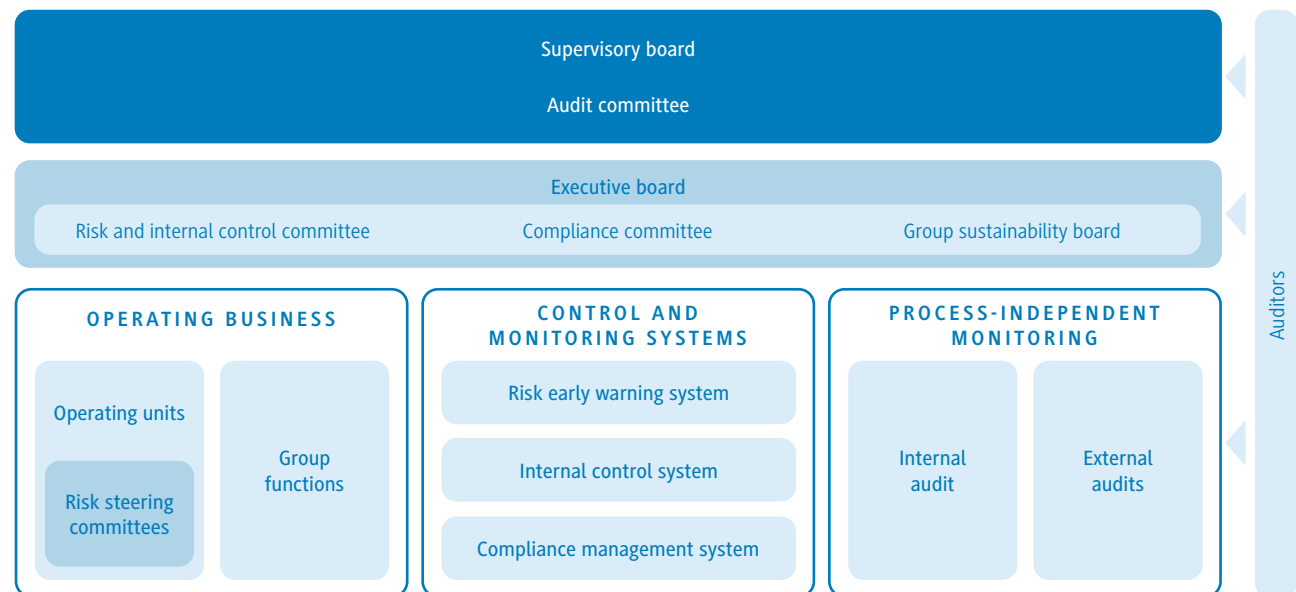 Supervisory board
Audit committee
Executive board
Risk and internal control committee
Compliance committee
Group sustainability board
OPERATING BUSINESS
Operating units
Risk steering
committees
Group
functions
CONTROL AND
MONITORING SYSTEMS
Risk early warning system
Internal control system
Compliance management system
PROCESS-INDEPENDENT
MONITORING
Internal
audit
External
audits
Auditors